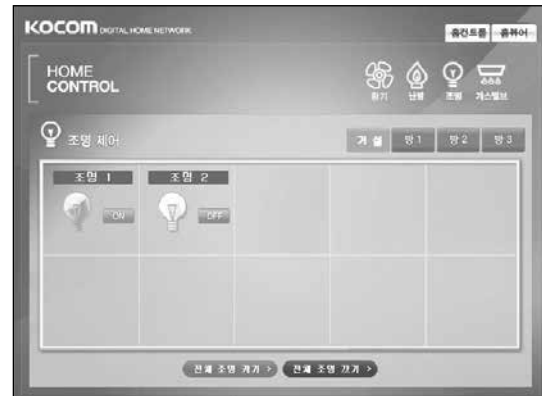 KOCOM DIGITAL HOME NETWORK
홈컨트롤 홈뷰어
HOME
CONTROL
환기 난방 조명 가스밸브
조명 제어
거실 방1 방2 방3
조명 1 조명 2
ON OFF
전체 조명 켜기 > 전체 조명 끄기 >